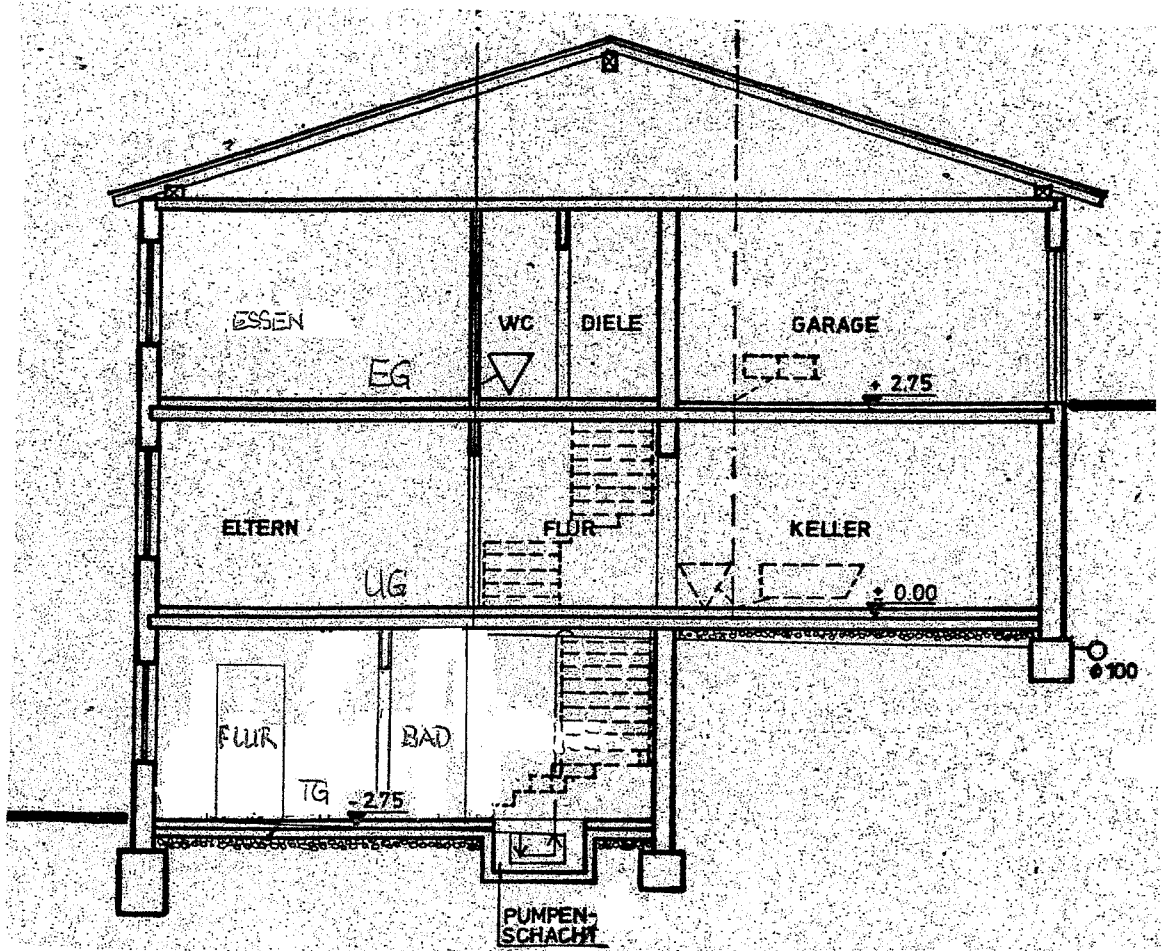 ESSEN
WC
DIELE
GARAGE
EG
+ 2.75
ELTERN
FLUR
KELLER
UG
± 0.00
ø 100
FLUR
BAD
TG
- 2.75
PUMPEN-
SCHACHT